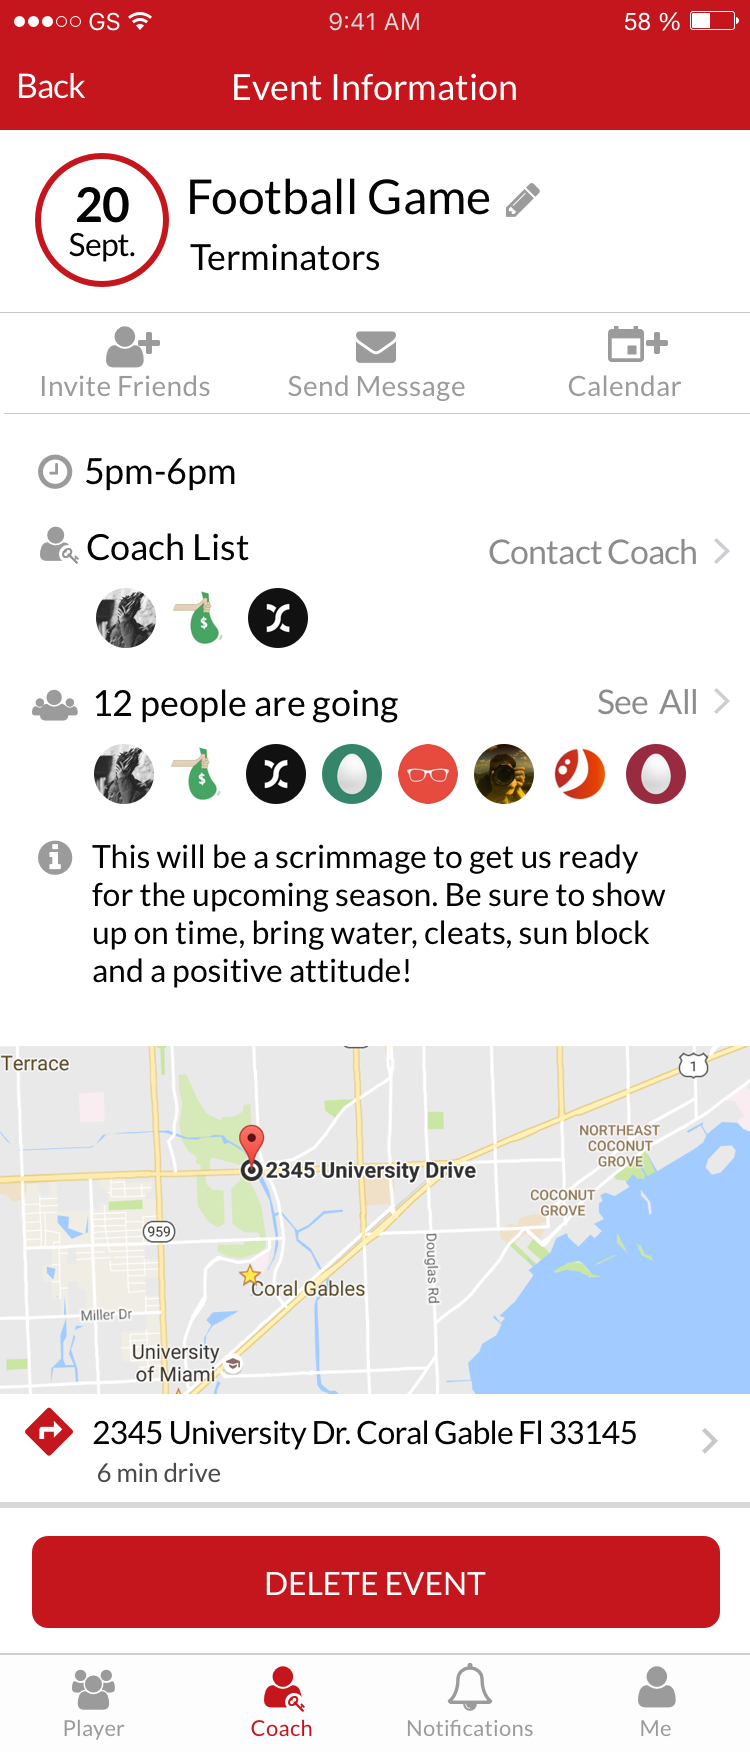 GS 9:41 AM 58 %
Back Event Information
20
Sept.
Football Game
Terminators
Invite Friends Send Message Calendar
5pm-6pm
Coach List Contact Coach
$
12 people are going See All
$
This will be a scrimmage to get us ready
for the upcoming season. Be sure to show
up on time, bring water, cleats, sun block
and a positive attitude!
Terrace
1
NORTHEAST
COCONUT
GROVE
2345 University Drive
COCONUT
GROVE
959
Douglas Rd
Coral Gables
Miller Dr
University
of Miami
2345 University Dr. Coral Gable Fl 33145
6 min drive
DELETE EVENT
Player Coach Notifications Me